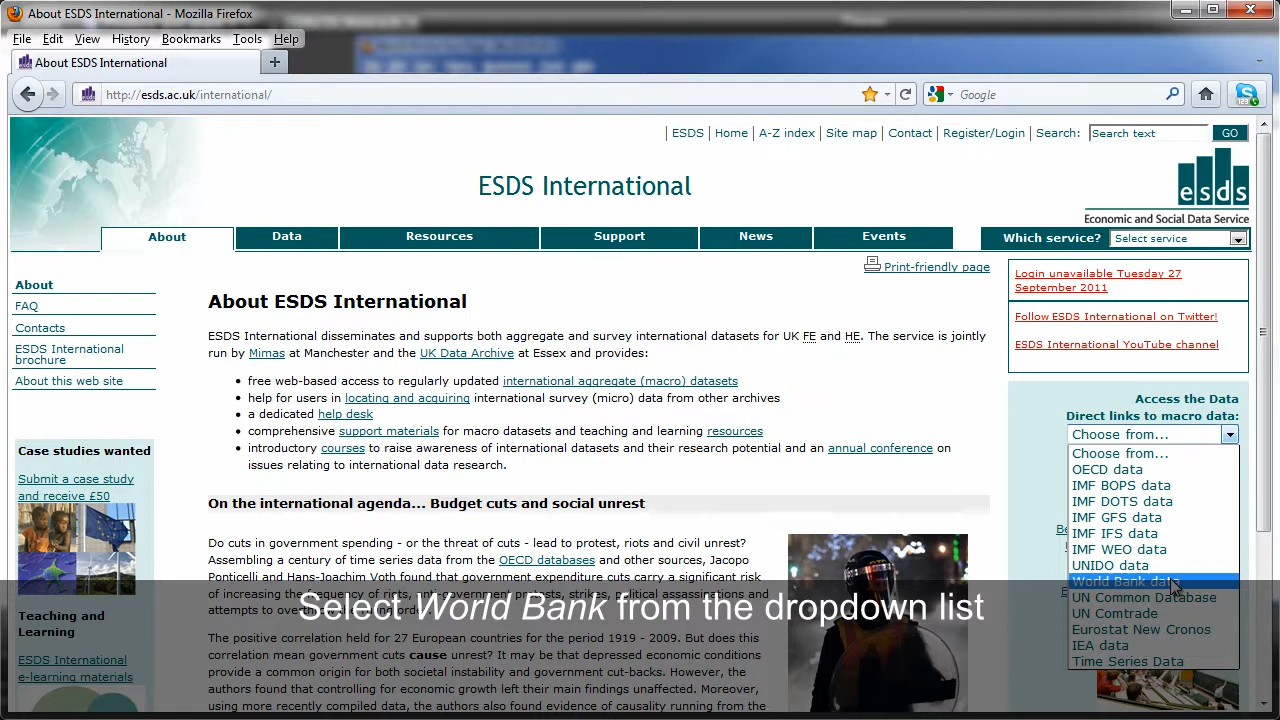 About ESDS International - Mozilla Firefox
File Edit View History Bookmarks Tools Help
About ESDS International
http://esds.ac.uk/international/
Google
ESDS Home A-Z index Site map Contact Register/Login Search: Search text GO
ESDS International
esds
Economic and Social Data Service
About Data Resources Support News Events Which service? Select service
Print-friendly page
About
FAQ
Contacts
ESDS International
brochure
About this web site
Case studies wanted
Submit a case study
and receive £50
Teaching and
Learning
ESDS International
e-learning materials
About ESDS International
ESDS International disseminates and supports both aggregate and survey international datasets for UK FE and HE. The service is jointly
run by Mimas at Manchester and the UK Data Archive at Essex and provides:
• free web-based access to regularly updated international aggregate (macro) datasets
• help for users in locating and acquiring international survey (micro) data from other archives
• a dedicated help desk
• comprehensive support materials for macro datasets and teaching and learning resources
• introductory courses to raise awareness of international datasets and their research potential and an annual conference on
issues relating to international data research.
On the international agenda... Budget cuts and social unrest
Do cuts in government spending - or the threat of cuts - lead to protest, riots and civil unrest?
Assembling a century of time series data from the OECD databases and other sources, Jacopo
Ponticelli and Hans-Joachim Voth found that government expenditure cuts carry a significant risk
of increasing the frequency of
attempts to
The positive correlation held for 27 European countries for the period 1919 - 2009. But does this
correlation mean government cuts cause unrest? It may be that depressed economic conditions
provide a common origin for both societal instability and government cut-backs. However, the
authors found that controlling for economic growth left their main findings unaffected. Moreover,
using more recently compiled data, the authors also found evidence of causality running from the
Login unavailable Tuesday 27
September 2011
Follow ESDS International on Twitter!
ESDS International YouTube channel
Access the Data
Direct links to macro data:
Choose from...
Choose from...
OECD data
IMF BOPS data
IMF DOTS data
IMF GFS data
IMF IFS data
IMF WEO data
UNIDO data
World Bank data
UN Common Database
UN Comtrade
Eurostat New Cronos
IEA data
Time Series Data
Select World Bank from the dropdown list